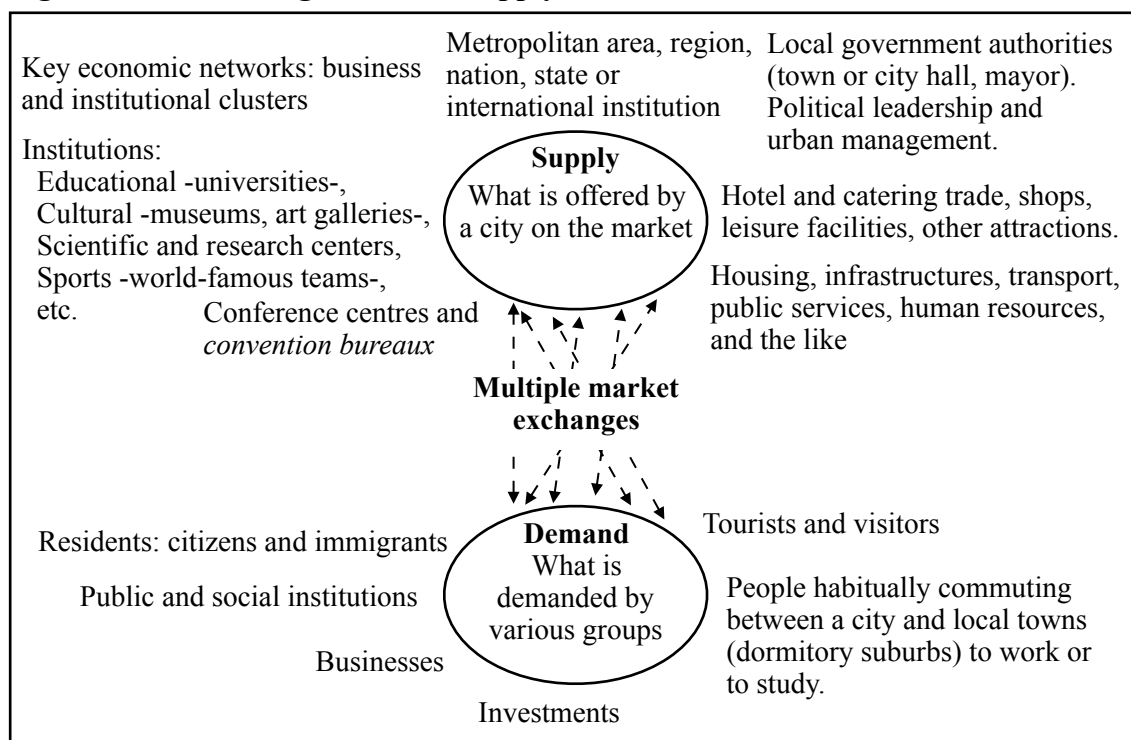 Key economic networks: business
and institutional clusters
Metropolitan area, region,
nation, state or
international institution
Local government authorities
(town or city hall, mayor).
Political leadership and
urban management.
Institutions:
Educational -universities-,
Cultural -museums, art galleries-,
Scientific and research centers,
Sports -world-famous teams-,
etc.
Conference centres and
convention bureaux
Supply
What is offered by
a city on the market
Hotel and catering trade, shops,
leisure facilities, other attractions.
Housing, infrastructures, transport,
public services, human resources,
and the like
Multiple market
exchanges
Residents: citizens and immigrants
Public and social institutions
Businesses
Investments
Demand
What is
demanded by
various groups
Tourists and visitors
People habitually commuting
between a city and local towns
(dormitory suburbs) to work or
to study.